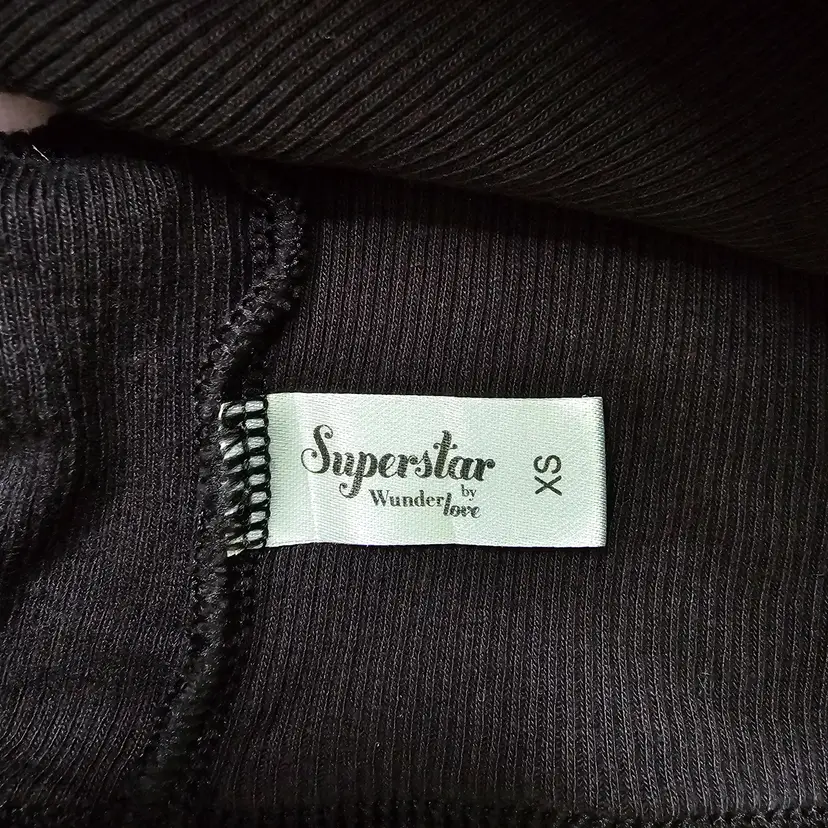 Superstar
by
Wunder love
XS